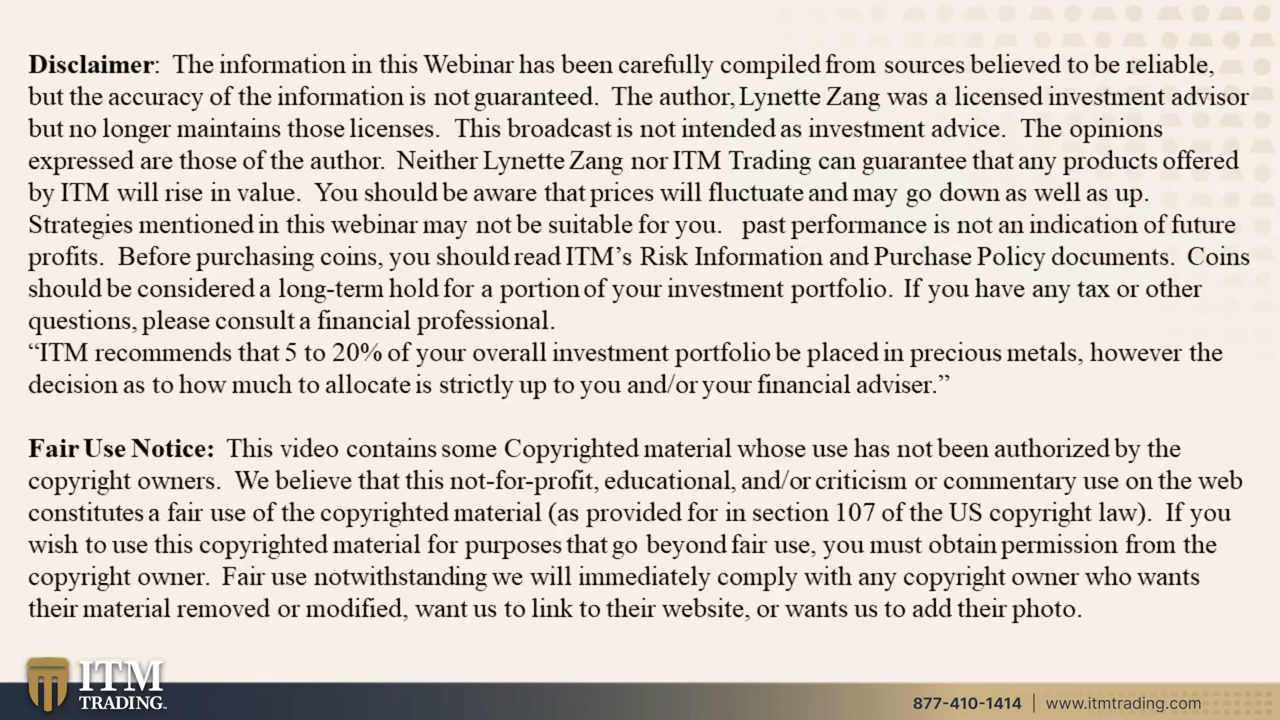 Disclaimer: The information in this Webinar has been carefully compiled from sources believed to be reliable,
but the accuracy of the information is not guaranteed. The author, Lynette Zang was a licensed investment advisor
but no longer maintains those licenses. This broadcast is not intended as investment advice. The opinions
expressed are those of the author. Neither Lynette Zang nor ITM Trading can guarantee that any products offered
by ITM will rise in value. You should be aware that prices will fluctuate and may go down as well as up.
Strategies mentioned in this webinar may not be suitable for you. past performance is not an indication of future
profits. Before purchasing coins, you should read ITM's Risk Information and Purchase Policy documents. Coins
should be considered a long-term hold for a portion of your investment portfolio. If you have any tax or other
questions, please consult a financial professional.
“ITM recommends that 5 to 20% of your overall investment portfolio be placed in precious metals, however the
decision as to how much to allocate is strictly up to you and/or your financial adviser.”
Fair Use Notice: This video contains some Copyrighted material whose use has not been authorized by the
copyright owners. We believe that this not-for-profit, educational, and/or criticism or commentary use on the web
constitutes a fair use of the copyrighted material (as provided for in section 107 of the US copyright law). If you
wish to use this copyrighted material for purposes that go beyond fair use, you must obtain permission from the
copyright owner. Fair use notwithstanding we will immediately comply with any copyright owner who wants
their material removed or modified, want us to link to their website, or wants us to add their photo.
ITM
TRADING
877-410-1414 | www.itmtrading.com